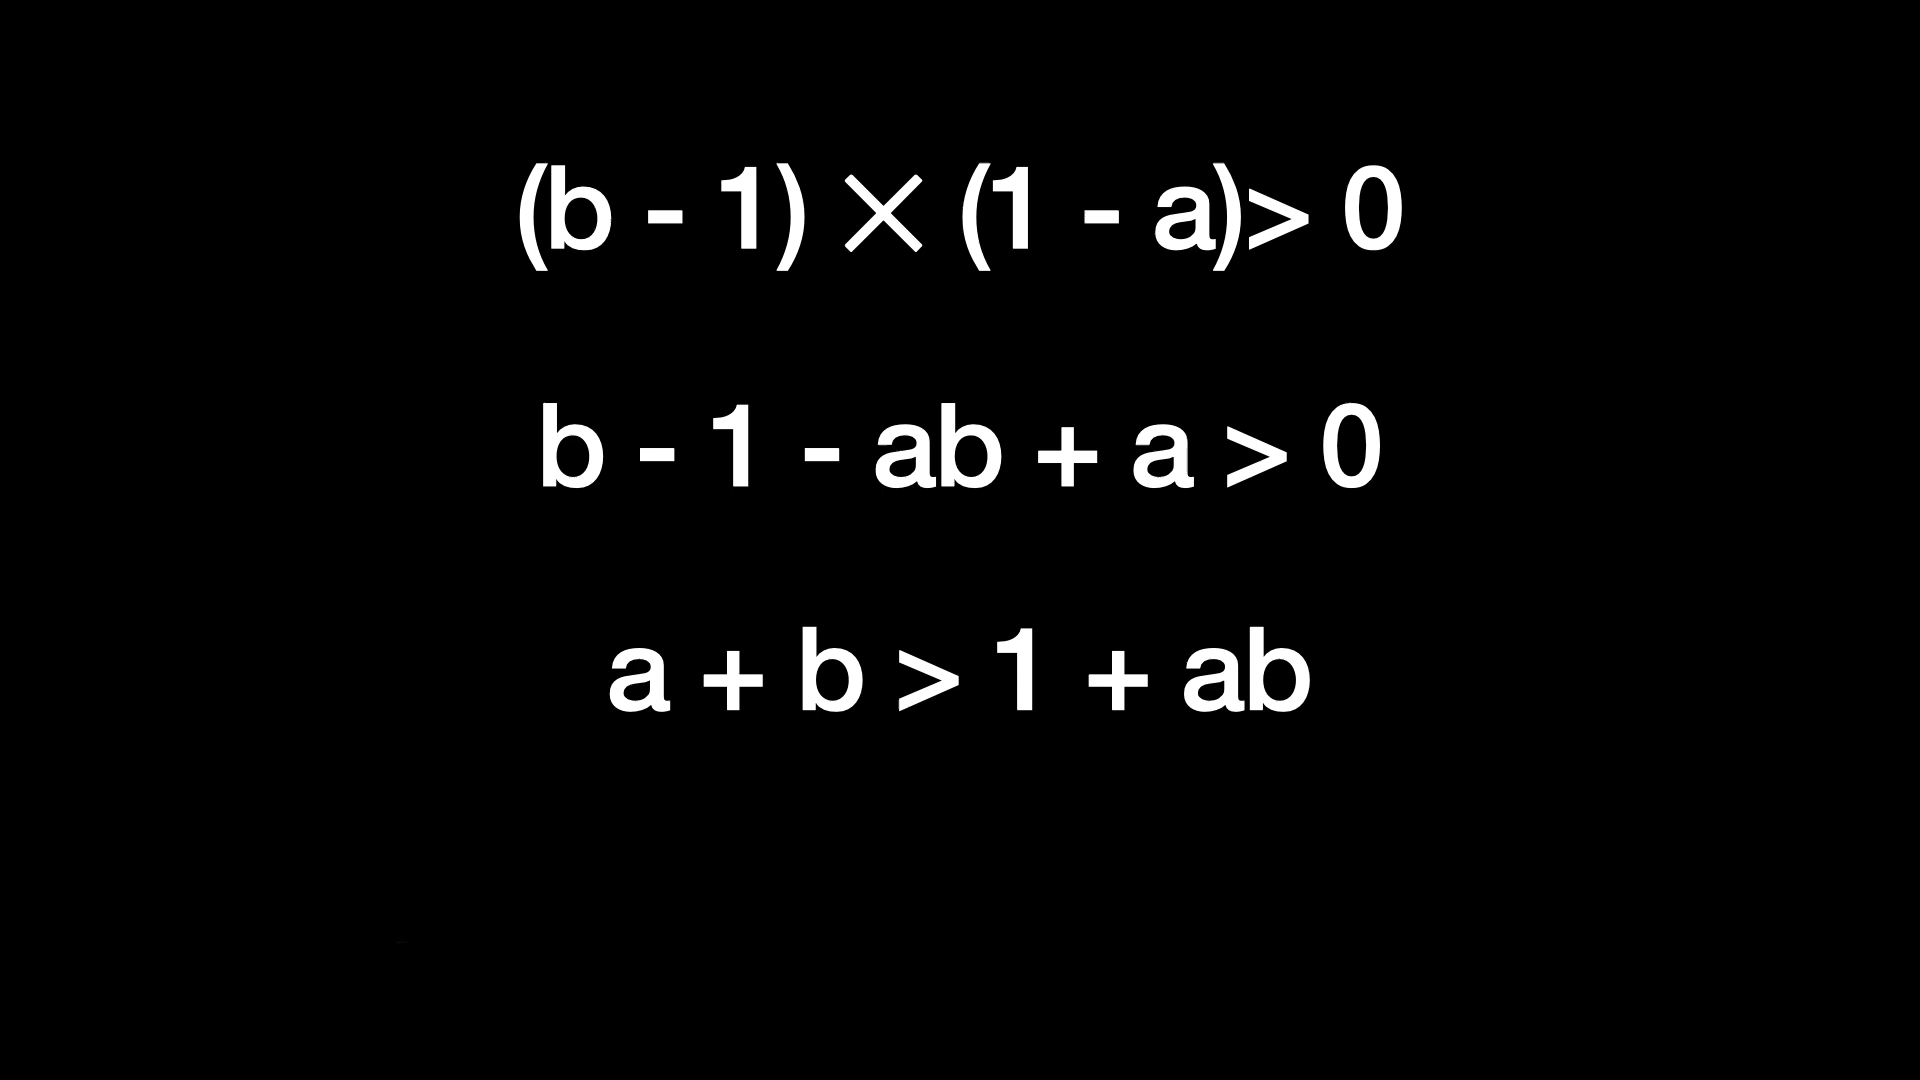 (b - 1) × (1 - a)> 0
b - 1 - ab + a > 0
a + b > 1 + ab